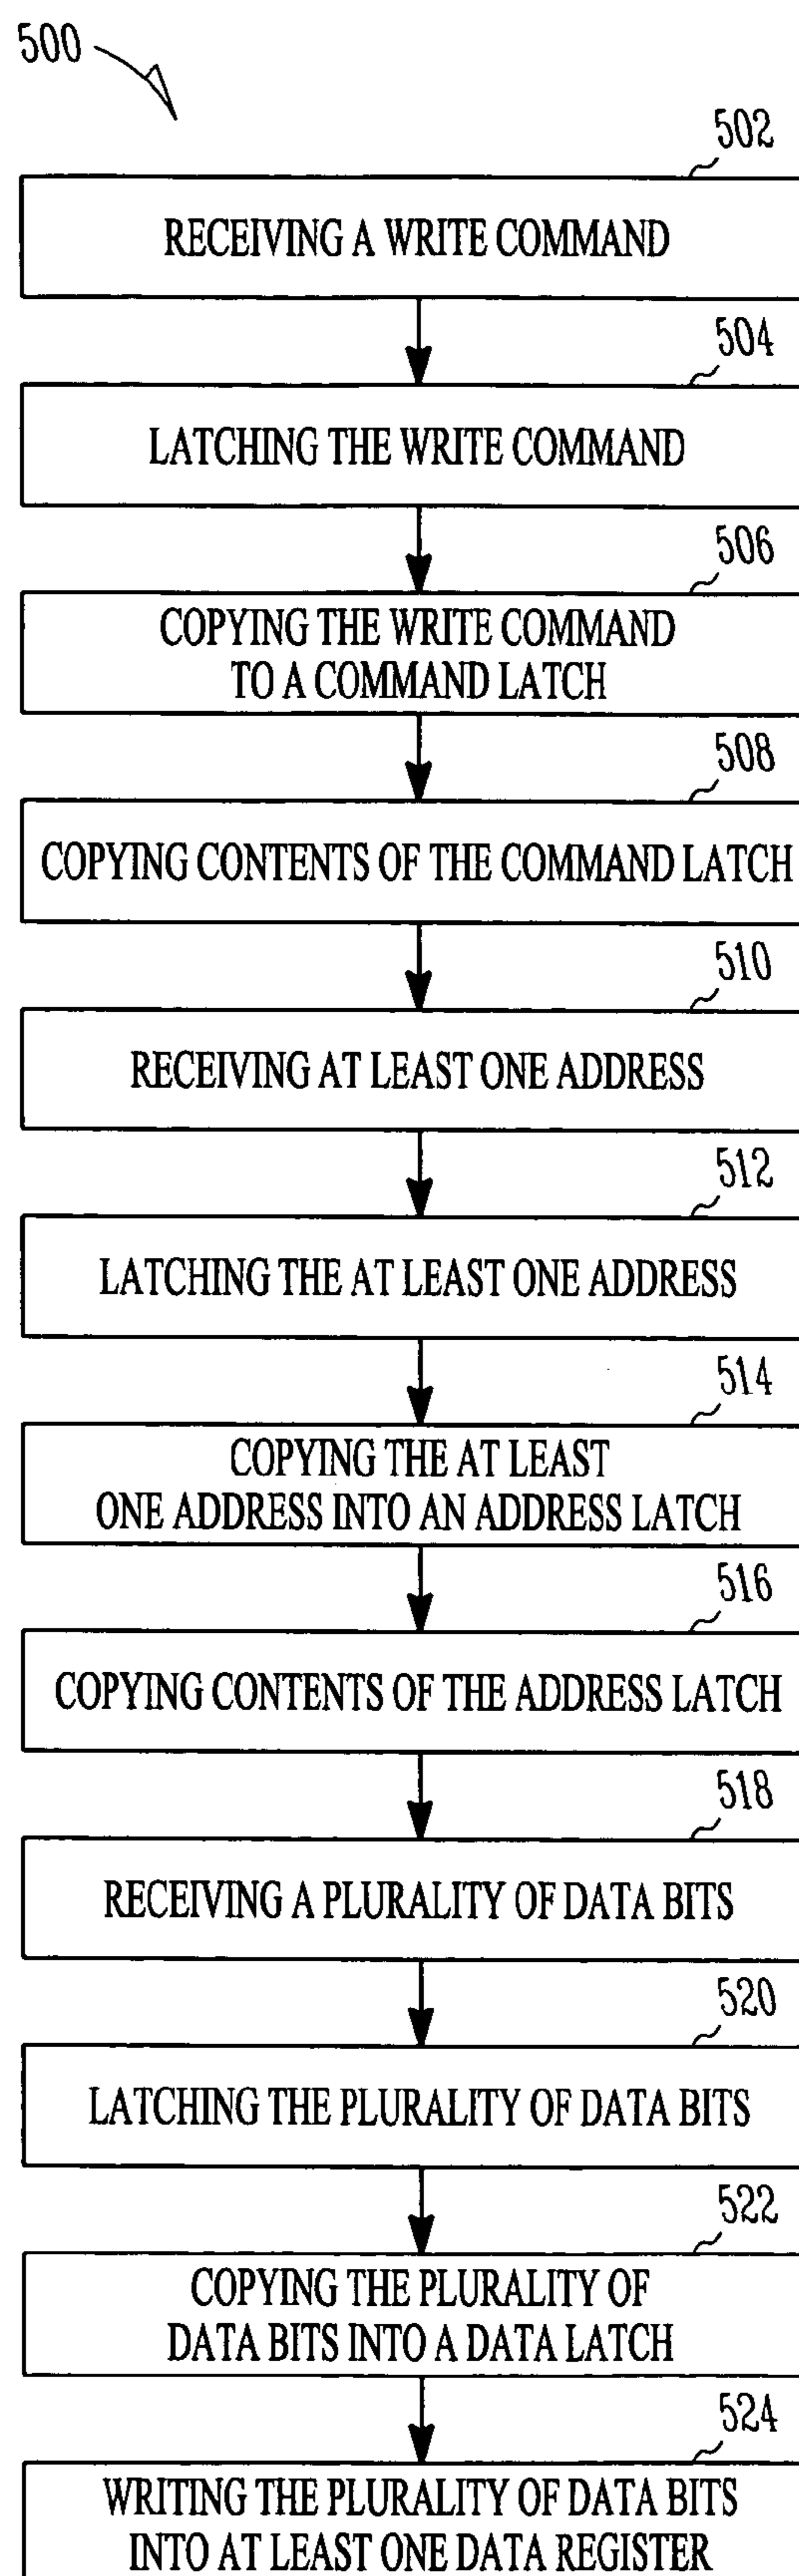 500
502
RECEIVING A WRITE COMMAND
504
LATCHING THE WRITE COMMAND
506
COPYING THE WRITE COMMAND
TO A COMMAND LATCH
508
COPYING CONTENTS OF THE COMMAND LATCH
510
RECEIVING AT LEAST ONE ADDRESS
512
LATCHING THE AT LEAST ONE ADDRESS
514
COPYING THE AT LEAST
ONE ADDRESS INTO AN ADDRESS LATCH
516
COPYING CONTENTS OF THE ADDRESS LATCH
518
RECEIVING A PLURALITY OF DATA BITS
520
LATCHING THE PLURALITY OF DATA BITS
522
COPYING THE PLURALITY OF
DATA BITS INTO A DATA LATCH
524
WRITING THE PLURALITY OF DATA BITS
INTO AT LEAST ONE DATA REGISTER